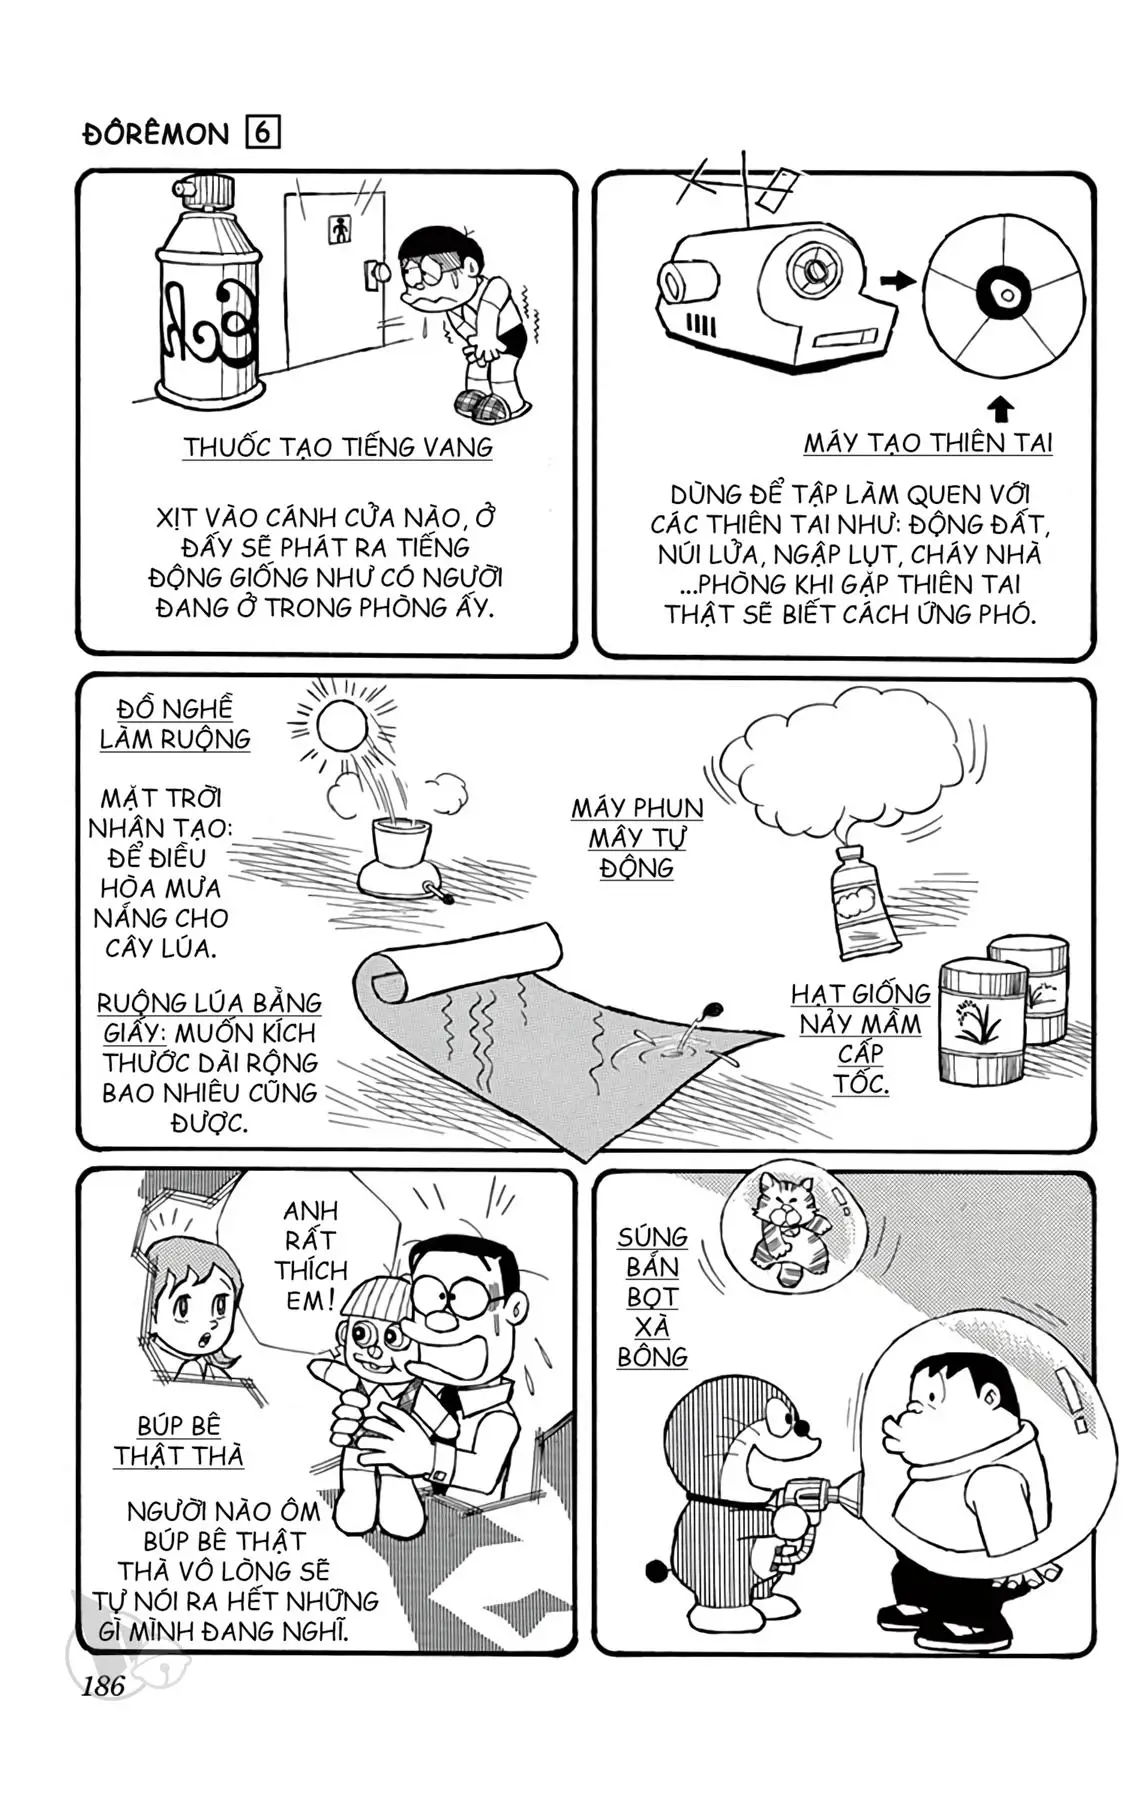 ĐÔRÊMON 6
Ech
THUỐC TẠO TIẾNG VANG
XỊT VÀO CÁNH CỬA NÀO, Ở
ĐẤY SẼ PHÁT RA TIẾNG
ĐỘNG GIỐNG NHƯ CÓ NGƯỜI
ĐANG Ở TRONG PHÒNG ẤY.
MÁY TẠO THIÊN TAI
DÙNG ĐỂ TẬP LÀM QUEN VỚI
CÁC THIÊN TAI NHƯ: ĐỘNG ĐẤT,
NÚI LỬA, NGẬP LỤT, CHÁY NHÀ
...PHÒNG KHI GẶP THIÊN TAI
THẬT SẼ BIẾT CÁCH ỨNG PHÓ.
ĐỒ NGHỀ
LÀM RUỘNG
MẶT TRỜI
NHÂN TẠO:
ĐỂ ĐIỀU
HÒA MƯA
NẮNG CHO
CÂY LÚA.
MÁY PHUN
MÂY TỰ
ĐỘNG
RUỘNG LÚA BẰNG
GIẤY: MUỐN KÍCH
THƯỚC DÀI RỘNG
BAO NHIÊU CŨNG
ĐƯỢC.
HẠT GIỐNG
NẢY MẦM
CẤP
TỐC.
ANH
RẤT
THÍCH
EM!
BÚP BÊ
THẬT THÀ
NGƯỜI NÀO ÔM
BÚP BÊ THẬT
THÀ VÔ LÒNG SẼ
TỰ NÓI RA HẾT NHỮNG
GÌ MÌNH ĐANG NGHĨ.
SÚNG
BẮN
BỌT
XÀ
BÔNG
186